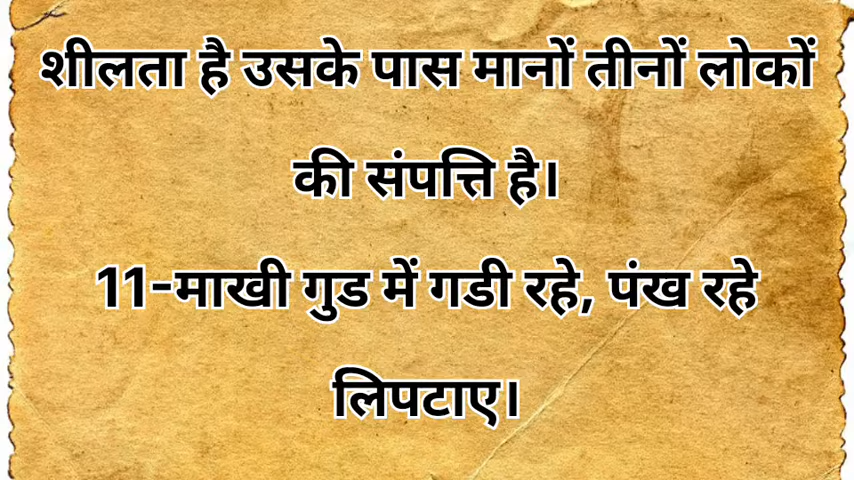 शीलता है उसके पास मानों तीनों लोकों
की संपत्ति है।
11-माखी गुड में गडी रहे, पंख रहे
लिपटाए।